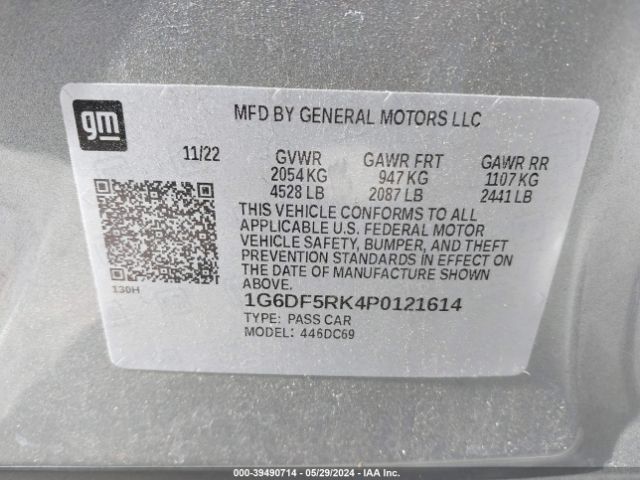 gm
MFD BY GENERAL MOTORS LLC
11/22 GVWR GAWR FRT GAWR RR
2054 KG 947 KG 1107 KG
4528 LB 2087 LB 2441 LB
THIS VEHICLE CONFORMS TO ALL
APPLICABLE U.S. FEDERAL MOTOR
VEHICLE SAFETY, BUMPER, AND THEFT
PREVENTION STANDARDS IN EFFECT ON
THE DATE OF MANUFACTURE SHOWN
ABOVE.
130H
1G6DF5RK4P0121614
TYPE: PASS CAR
MODEL: 446DC69
000-39490714 - 05/29/2024 - IAA Inc.